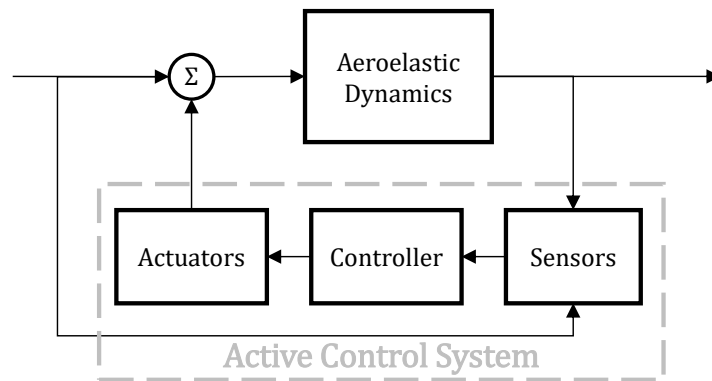 Σ
Aeroelastic
Dynamics
Actuators
Controller
Sensors
Active Control System